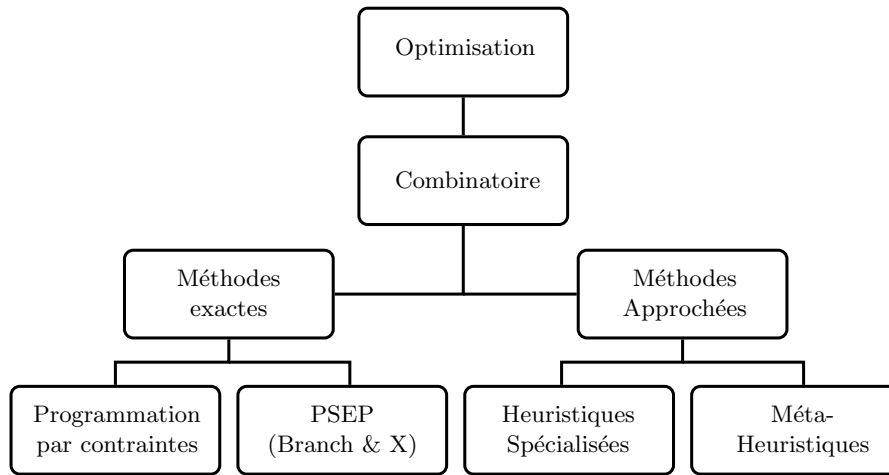 Optimisation
Combinatoire
Méthodes
exactes
Méthodes
Approchées
Programmation
par contraintes
PSEP
(Branch & X)
Heuristiques
Spécialisées
Méta-
Heuristiques